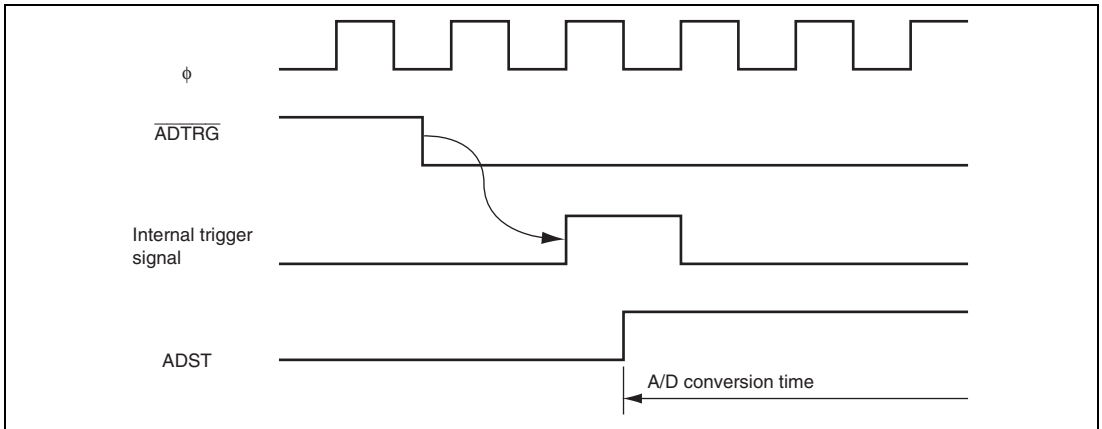 ϕ
ADTRG
Internal trigger
signal
ADST
A/D conversion time